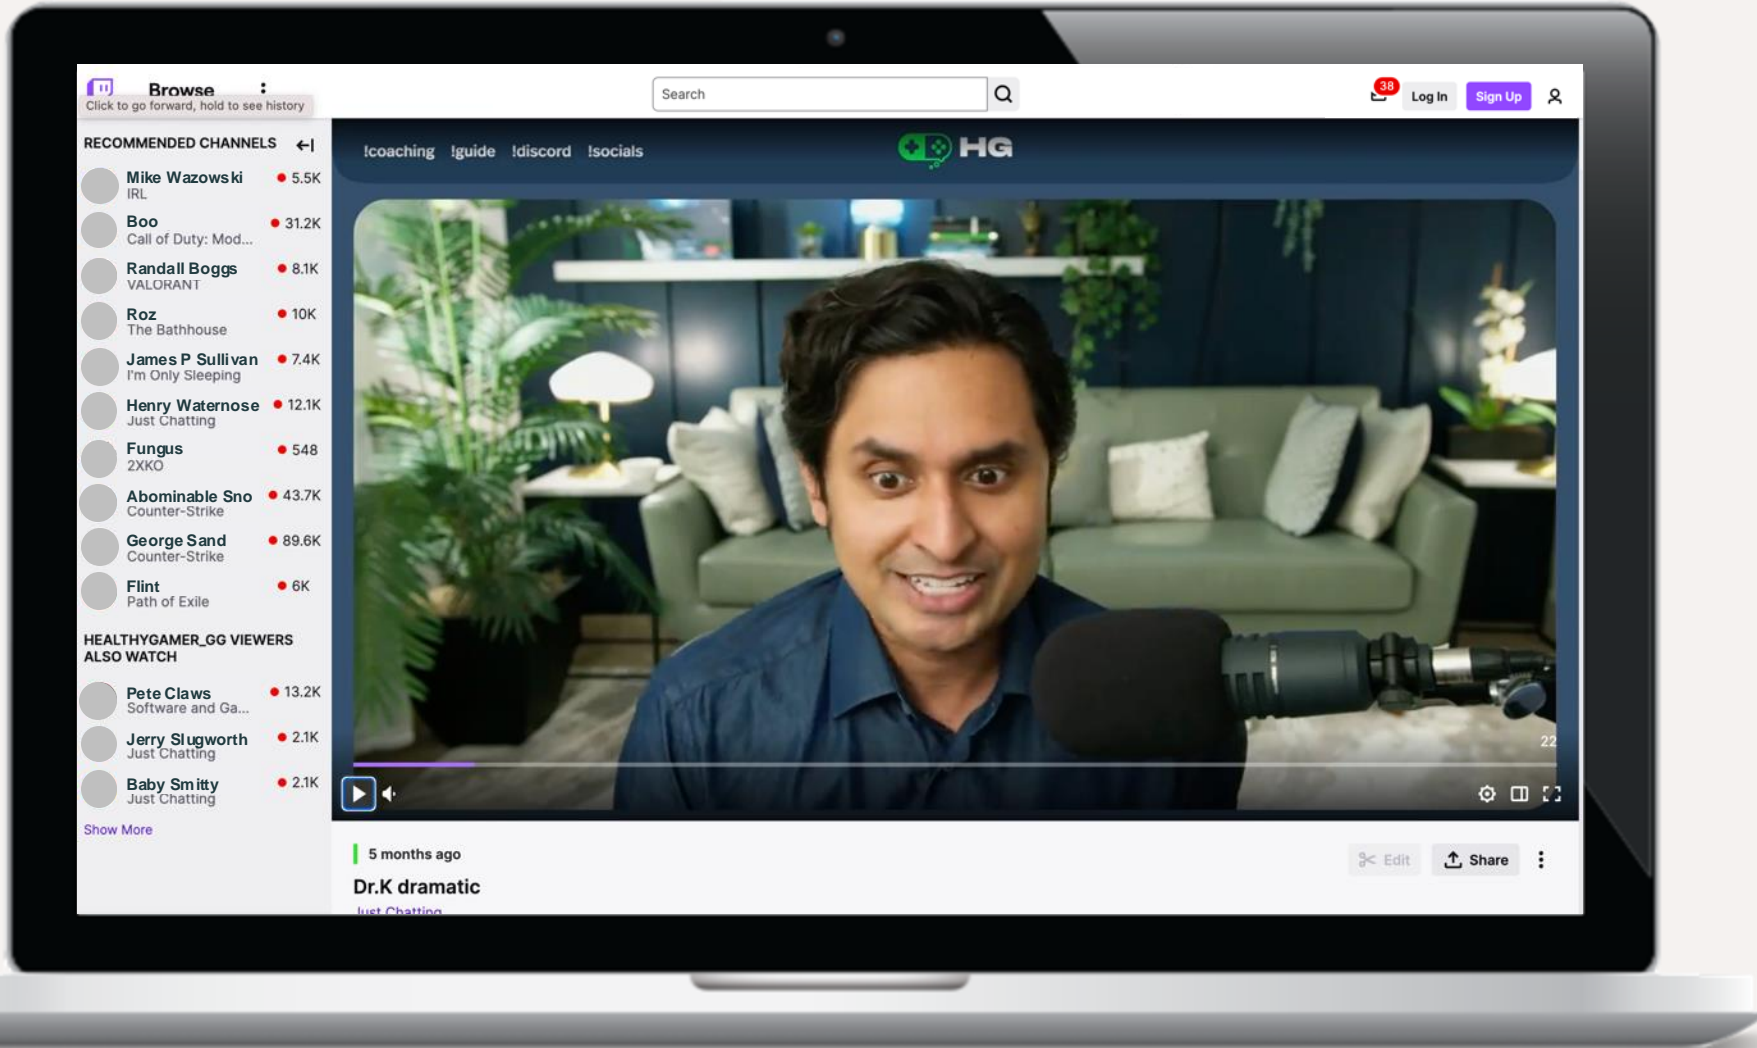 Browse
Click to go forward, hold to see history
Search
38
Log In
Sign Up
RECOMMENDED CHANNELS
Mike Wazowski
5.5K
IRL
Boo
31.2K
Call of Duty: Mod...
Randall Boggs
8.1K
VALORANT
Roz
10K
The Bathhouse
James P Sullivan
7.4K
I'm Only Sleeping
Henry Waternose
12.1K
Just Chatting
Fungus
548
2XKO
Abominable Sno
43.7K
Counter-Strike
George Sand
89.6K
Counter-Strike
Flint
6K
Path of Exile
HEALTHYGAMER_GG VIEWERS
ALSO WATCH
Pete Claws
13.2K
Software and Ga...
Jerry Slugworth
2.1K
Just Chatting
Baby Smitty
2.1K
Just Chatting
Show More
!coaching !guide !discord !socials
HG
22
5 months ago
Edit
Share
Dr.K dramatic
Just Chatting